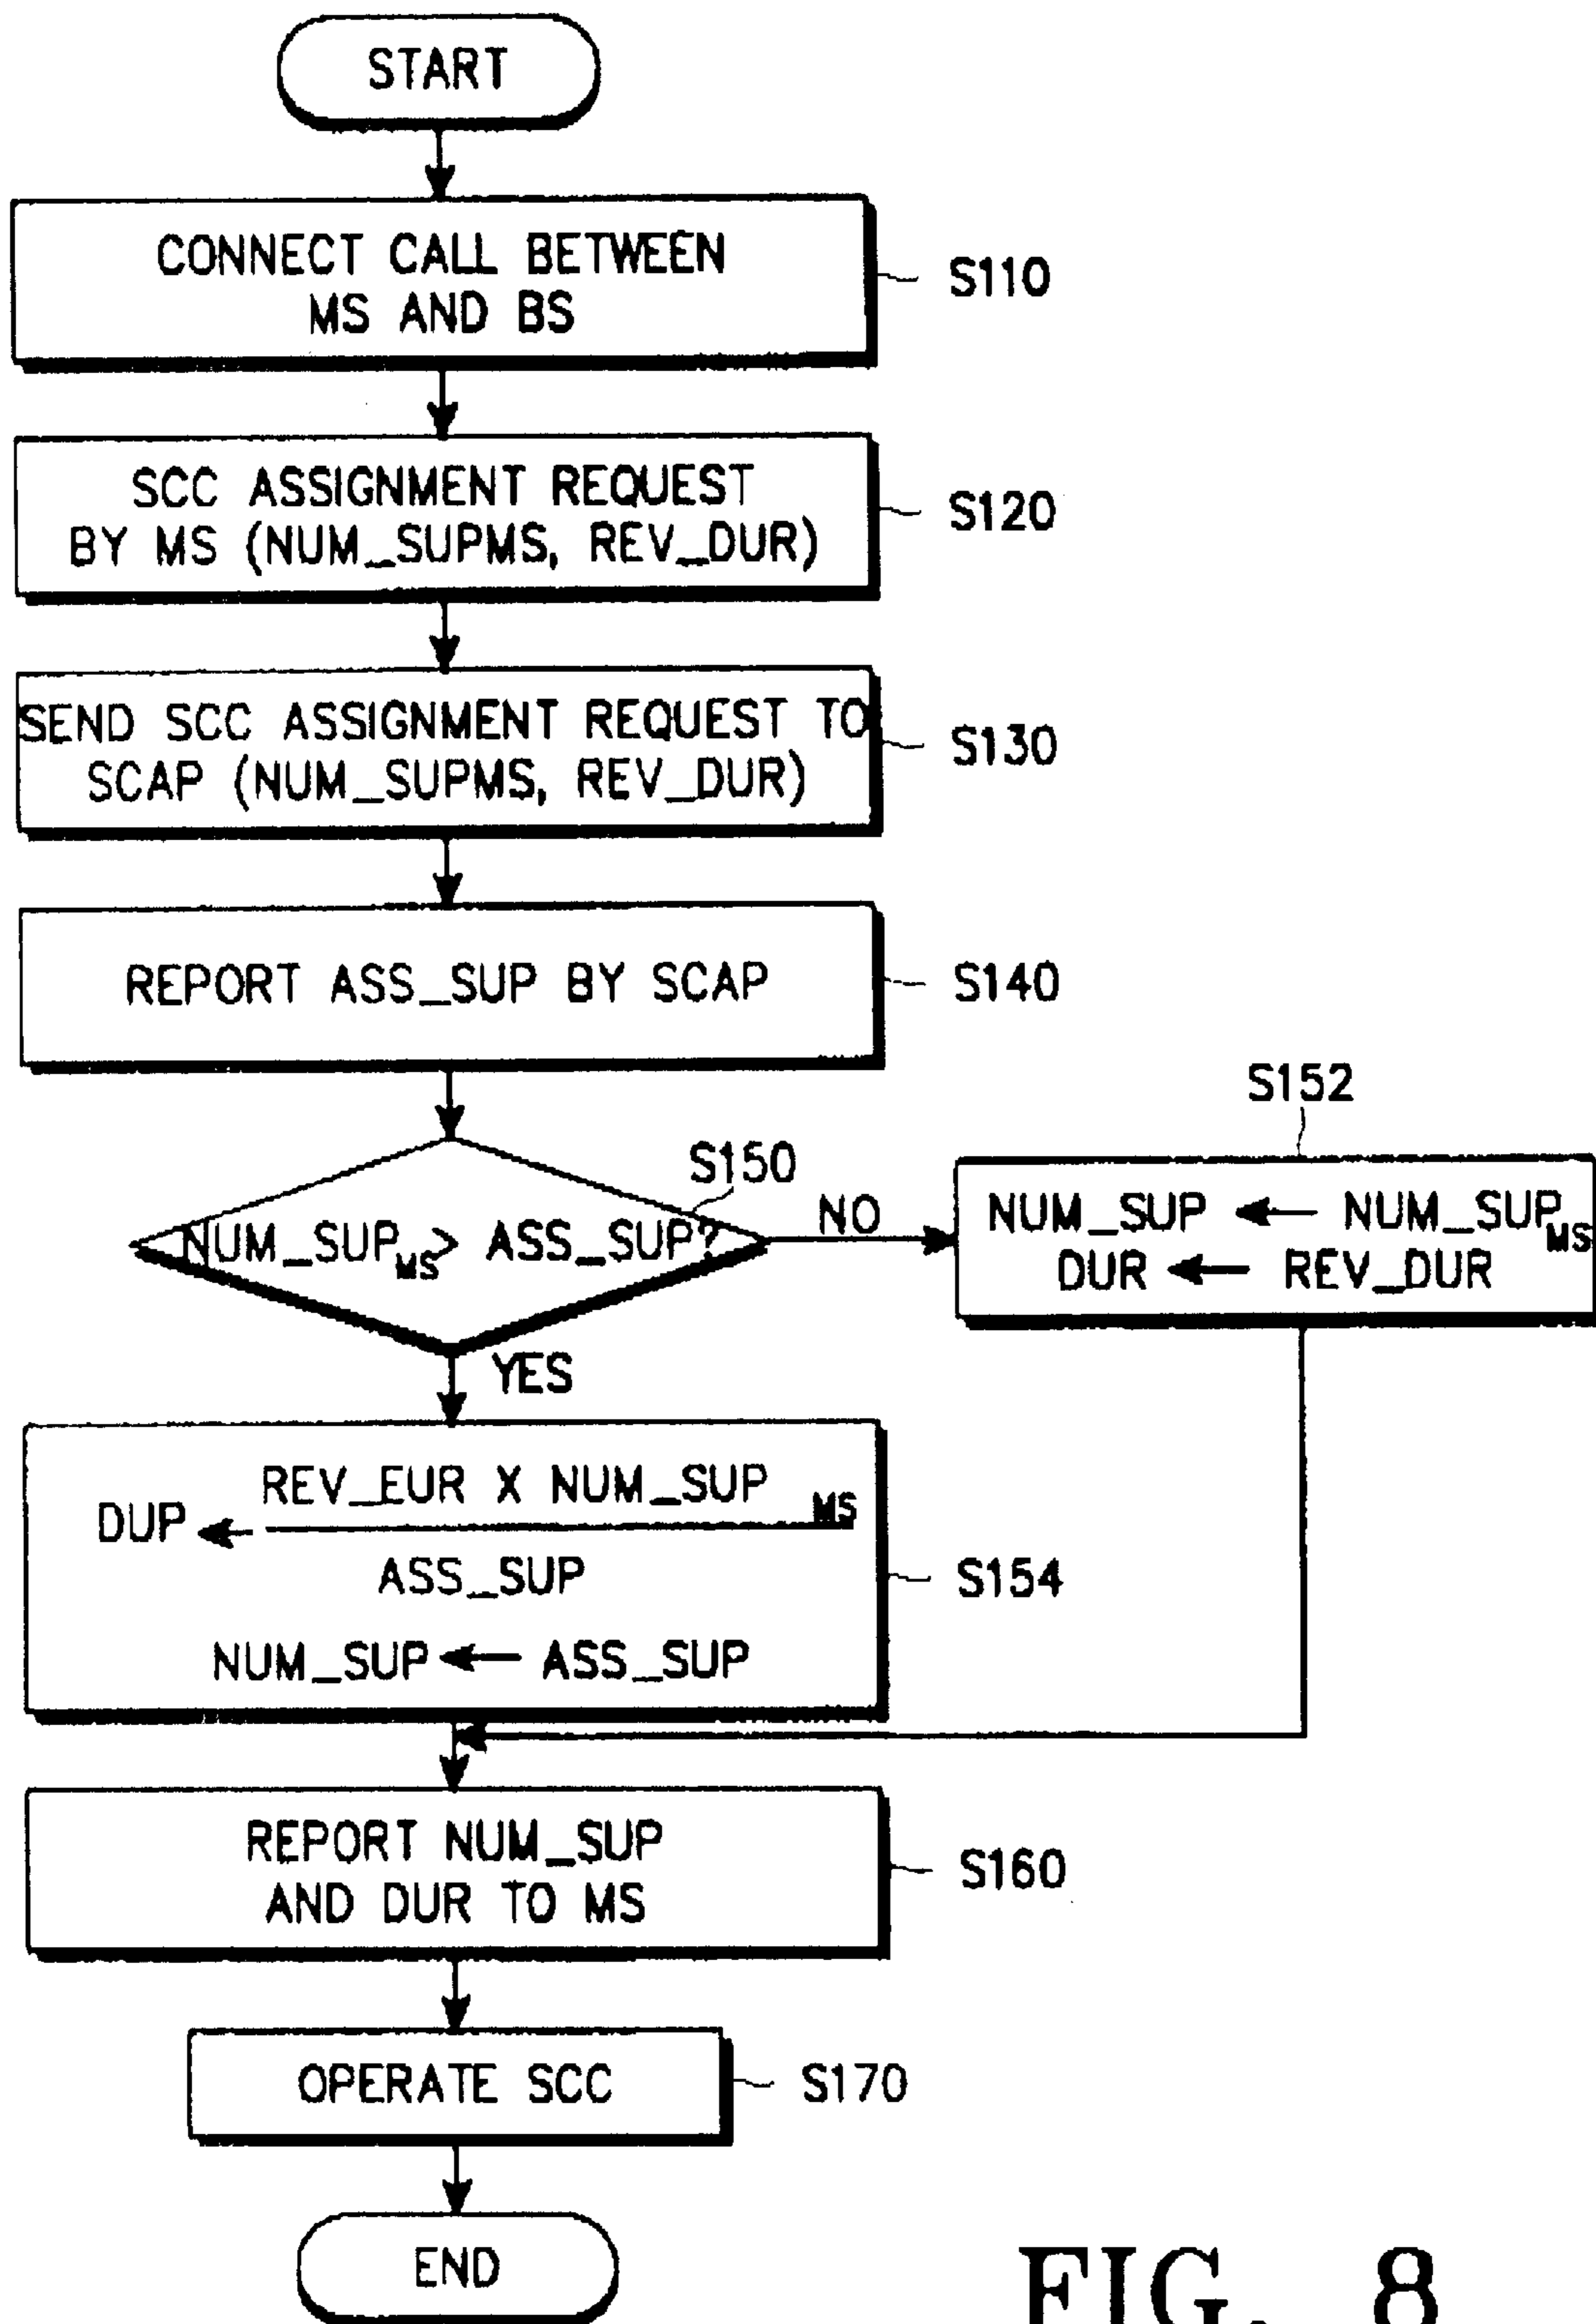 START
CONNECT CALL BETWEEN
MS AND BS
S110
SCC ASSIGNMENT REQUEST
BY MS (NUM_SUPMS, REV_DUR)
S120
SEND SCC ASSIGNMENT REQUEST TO
SCAP (NUM_SUPMS, REV_DUR)
S130
REPORT ASS_SUP BY SCAP
S140
S150
NUM_SUPMS > ASS_SUP?
NO
S152
NUM_SUP ← NUM_SUPMS
DUR ← REV_DUR
YES
REV_EUR X NUM_SUP MS
DUP ←
ASS_SUP
NUM_SUP ← ASS_SUP
S154
REPORT NUM_SUP
AND DUR TO MS
S160
OPERATE SCC
S170
END
FIG. 8